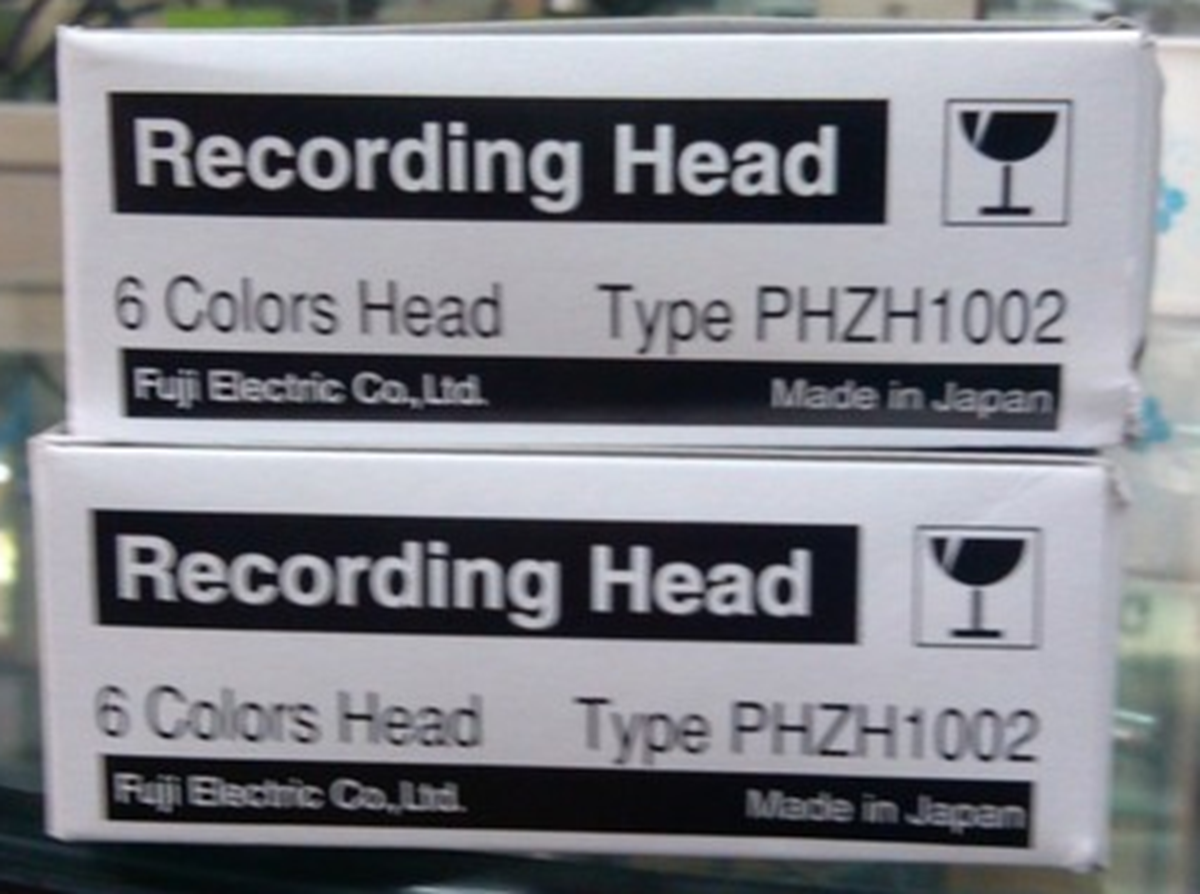 Recording Head
6 Colors Head Type PHZH1002
Fuji Electric Co.,Ltd. Made in Japan
Recording Head
6 Colors Head Type PHZH1002
Fuji Electric Co.,Ltd. Made in Japan